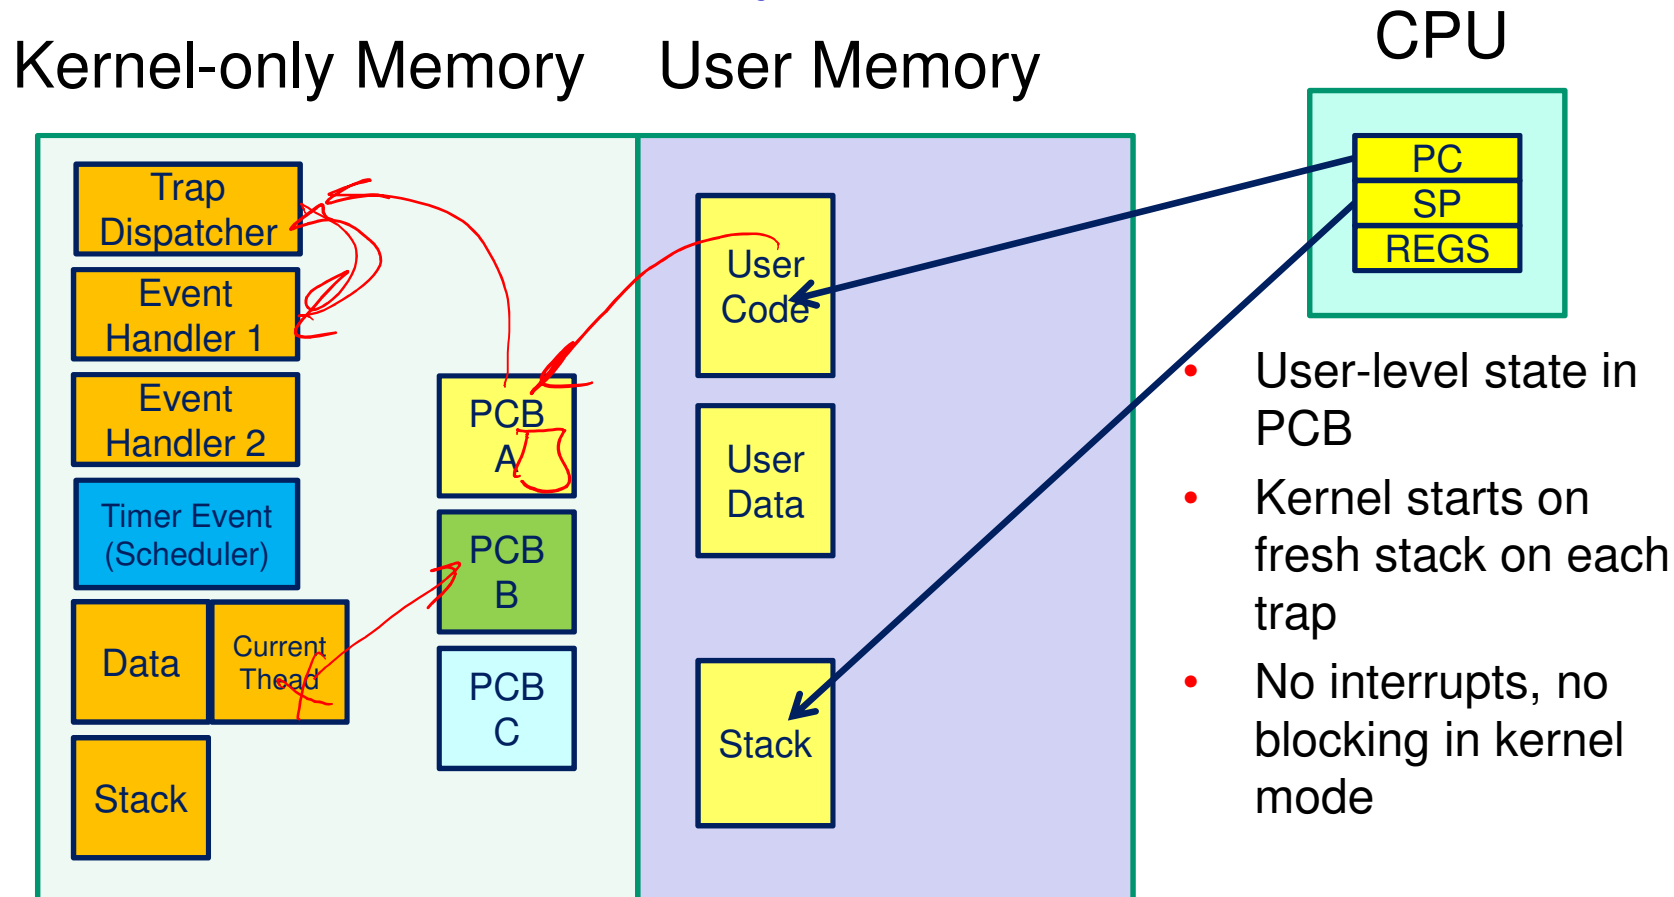 Kernel-only Memory
User Memory
CPU
Trap
Dispatcher
Event
Handler 1
Event
Handler 2
Timer Event
(Scheduler)
Data
Current
Thead
Stack
PCB
A
PCB
B
PCB
C
User
Code
User
Data
Stack
PC
SP
REGS
• User-level state in
PCB
• Kernel starts on
fresh stack on each
trap
• No interrupts, no
blocking in kernel
mode